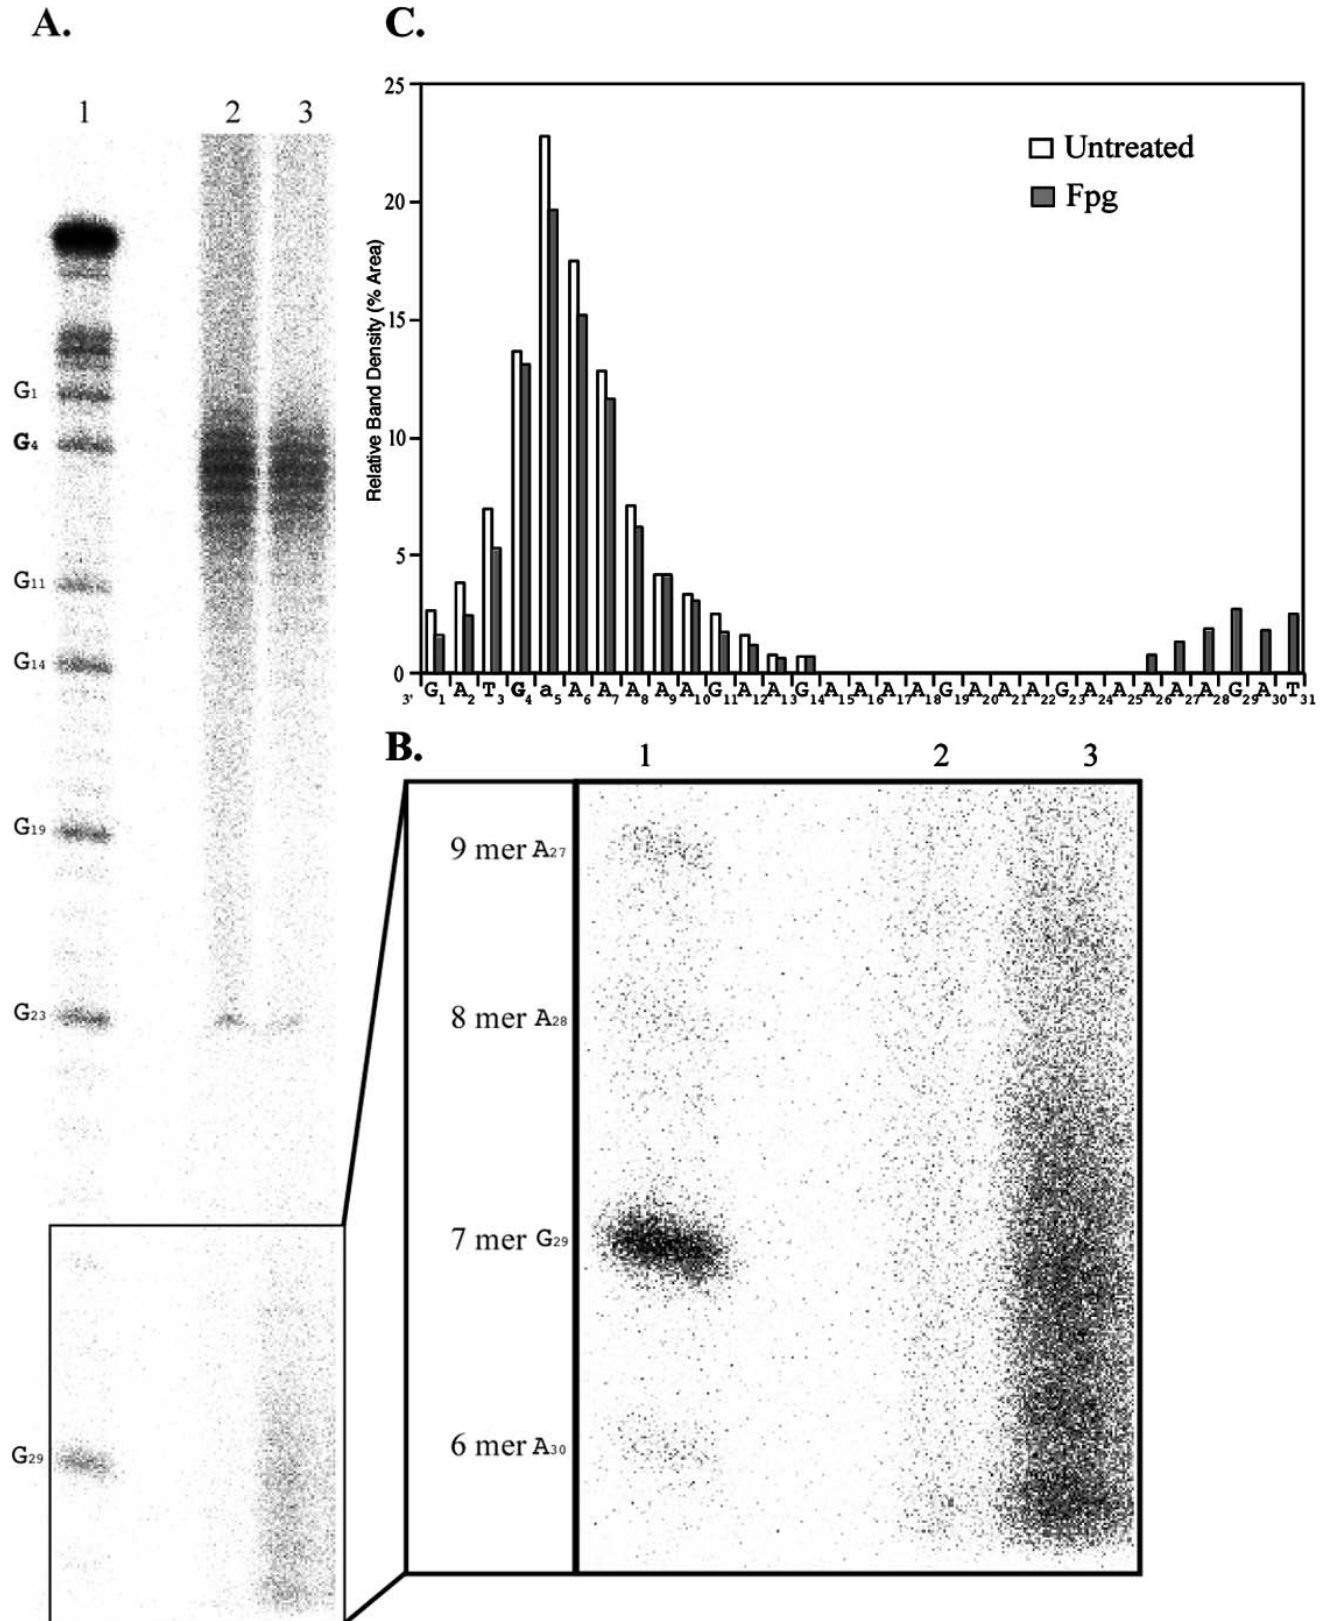 A.
1 2 3
G1
G4
G11
G14
G19
G23
G29
C.
25
20
15
10
5
0
Relative Band Density (% Area)
Untreated
Fpg
3' G1 A2 T3 G4 a5 A6 A7 A8 A9 A10 G11 A12 A13 G14 A15 A16 A17 A18 G19 A20 A21 A22 G23 A24 A25 A26 A27 A28 G29 A30 T31
B.
1 2 3
9 mer A27
8 mer A28
7 mer G29
6 mer A30